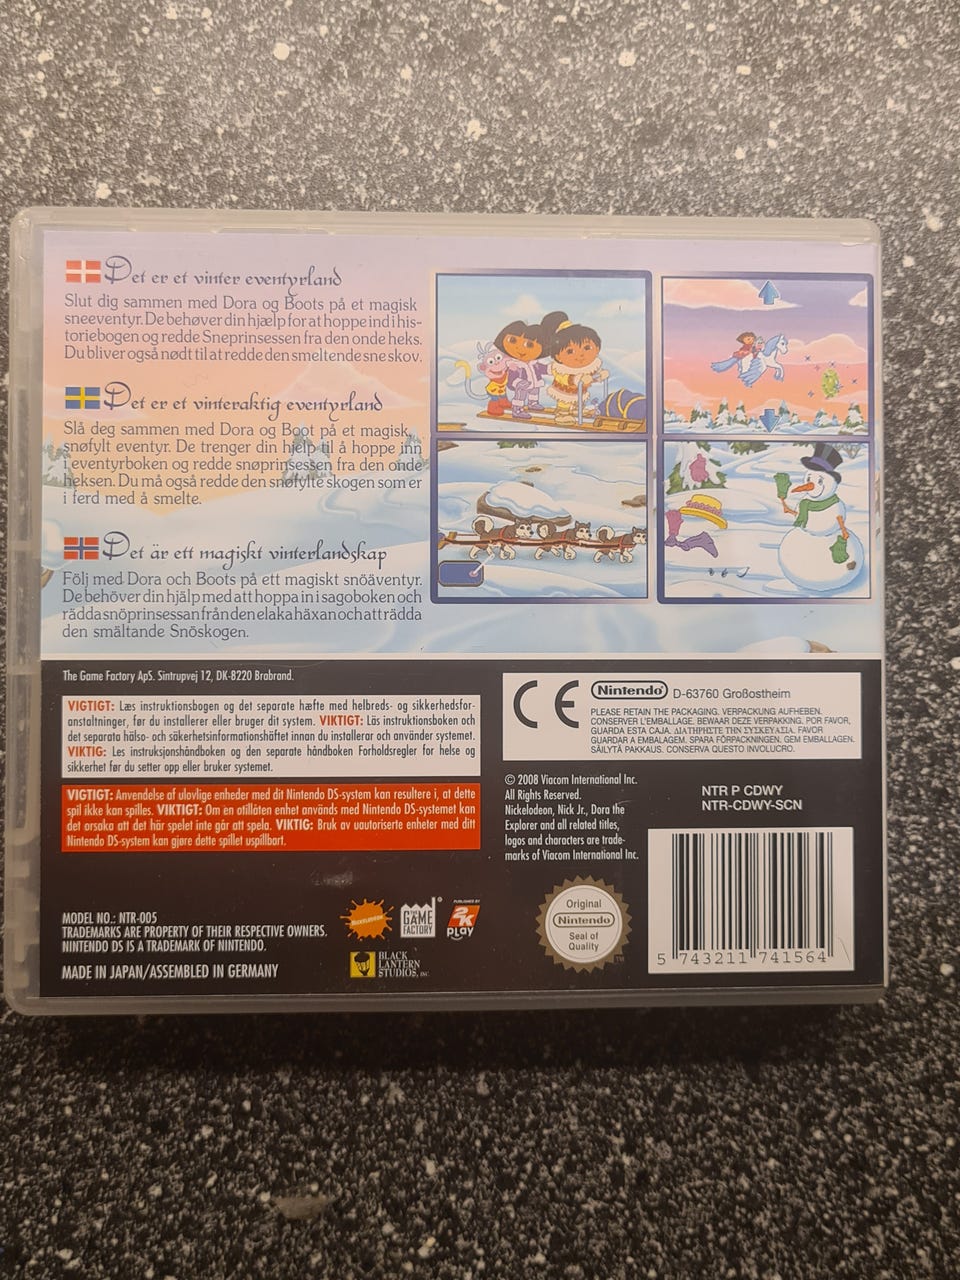 Det er et vinter eventyrland
Slut dig sammen med Dora og Boots på et magisk
sneeventyr. De behøver din hjælp for at hoppe ind i his-
toriebogen og redde Sneprinsessen fra den onde heks.
Du bliver også nødt til at redde den smeltende sneskov.
Det er et vinteraktig eventyrland
Slå deg sammen med Dora og Boot på et magisk,
snøfylt eventyr. De trenger din hjelp til å hoppe inn
i eventyrboken og redde snøprinsessen fra den onde
heksen. Du må også redde den snøfylte skogen som er
i ferd med å smelte.
Det är ett magiskt vinterlandskap
Följ med Dora och Boots på ett magiskt snöäventyr.
De behöver din hjälp med att hoppa in i sagoboken och
rädda snöprinsessan från den elaka häxan och att rädda
den smältande Snöskogen.
The Game Factory ApS. Sintrupvej 12, DK-8220 Brabrand.
VIGTIGT: Læs instruktionsbogen og det separate hæfte med helbreds- og sikkerhedsfor-
anstaltninger, før du installerer eller bruger dit system. VIKTIGT: Läs instruktionsboken och
det separata hälso- och säkerhetsinformationshäftet innan du installerar och använder systemet.
VIKTIG: Les instruksjonshåndboken og den separate håndboken Forholdsregler for helse og
sikkerhet før du setter opp eller bruker systemet.
VIGTIGT: Anvendelse af ulovlige enheder med dit Nintendo DS-system kan resultere i, at dette
spil ikke kan spilles. VIKTIGT: Om en otillåten enhet används med Nintendo DS-systemet kan
det orsaka att det här spelet inte går att spela. VIKTIG: Bruk av uautoriserte enheter med ditt
Nintendo DS-system kan gjøre dette spillet uspillbart.
CE
Nintendo® D-63760 Großostheim
PLEASE RETAIN THE PACKAGING. VERPACKUNG AUFHEBEN.
CONSERVER L'EMBALLAGE. BEWAAR DEZE VERPAKKING. POR FAVOR,
GUARDA ESTA CAJA. ΔΙΑΤΗΡΗΣΤΕ ΤΗΝ ΣΥΣΚΕΥΑΣΙΑ. FAVOR
GUARDAR A EMBALAGEM. SPARA FÖRPACKNINGEN. GEM EMBALLAGEN.
SÄILYTÄ PAKKAUS. CONSERVA QUESTO INVOLUCRO.
© 2008 Viacom International Inc.
All Rights Reserved.
Nickelodeon, Nick Jr., Dora the
Explorer and all related titles,
logos and characters are trade-
marks of Viacom International Inc.
NTR P CDWY
NTR-CDWY-SCN
Original
Nintendo®
Seal of
Quality
TM
5 743211 741564
MODEL NO.: NTR-005
TRADEMARKS ARE PROPERTY OF THEIR RESPECTIVE OWNERS.
NINTENDO DS IS A TRADEMARK OF NINTENDO.
MADE IN JAPAN/ASSEMBLED IN GERMANY
NICKELODEON
THE
GAME
FACTORY
PUBLISHED BY
2K
PLAY
BLACK
LANTERN
STUDIOS, INC.